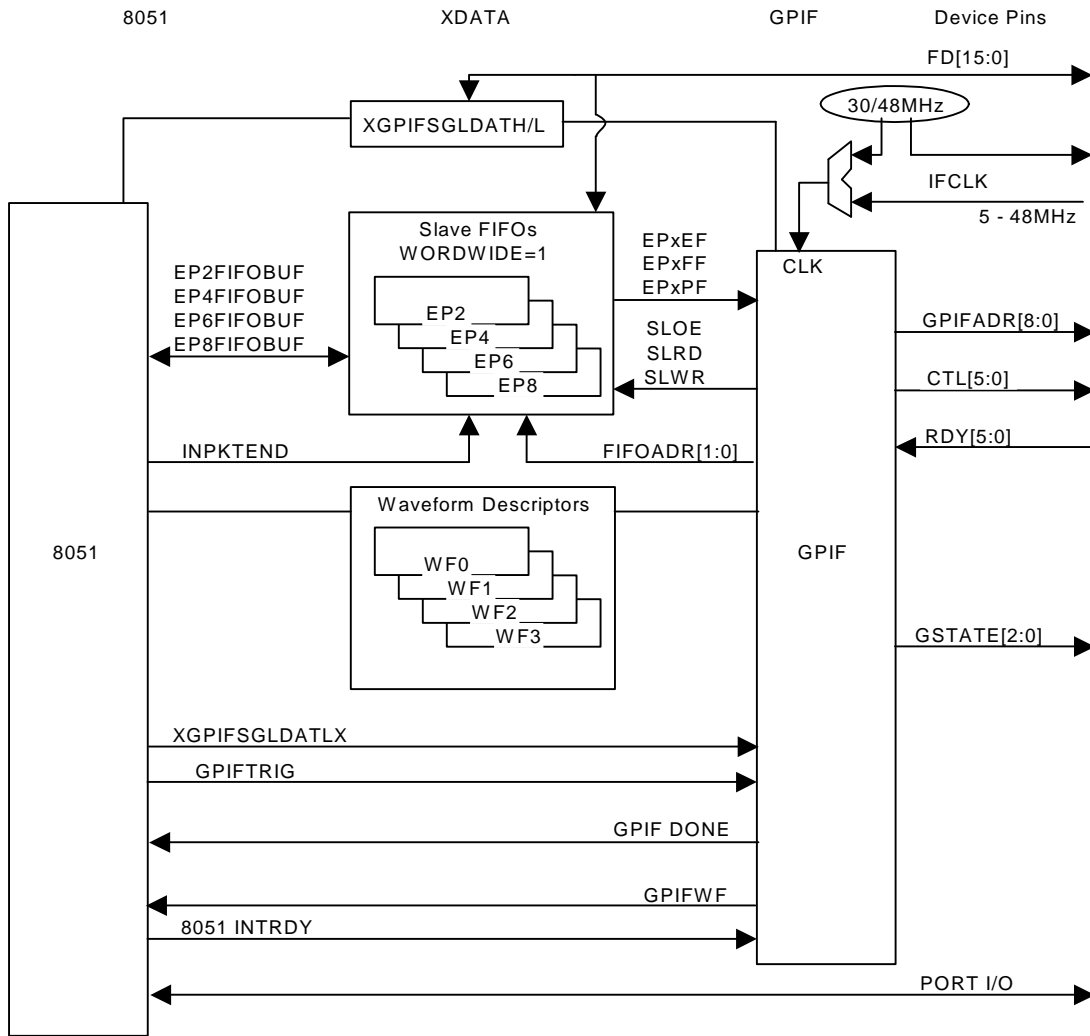 8051
XDATA
GPIF
Device Pins
FD[15:0]
30/48MHz
XGPIFSGLDATH/L
IFCLK
5 - 48MHz
Slave FIFOs
WORDWIDE=1
EP2
EP4
EP6
EP8
EP2FIFOBUF
EP4FIFOBUF
EP6FIFOBUF
EP8FIFOBUF
EPxEF
EPxFF
EPxPF
SLOE
SLRD
SLWR
CLK
GPIFADR[8:0]
CTL[5:0]
RDY[5:0]
INPKTEND
FIFOADR[1:0]
Waveform Descriptors
WF0
WF1
WF2
WF3
8051
GPIF
GSTATE[2:0]
XGPIFSGLDATLX
GPIFTRIG
GPIF DONE
GPIFWF
8051 INTRDY
PORT I/O